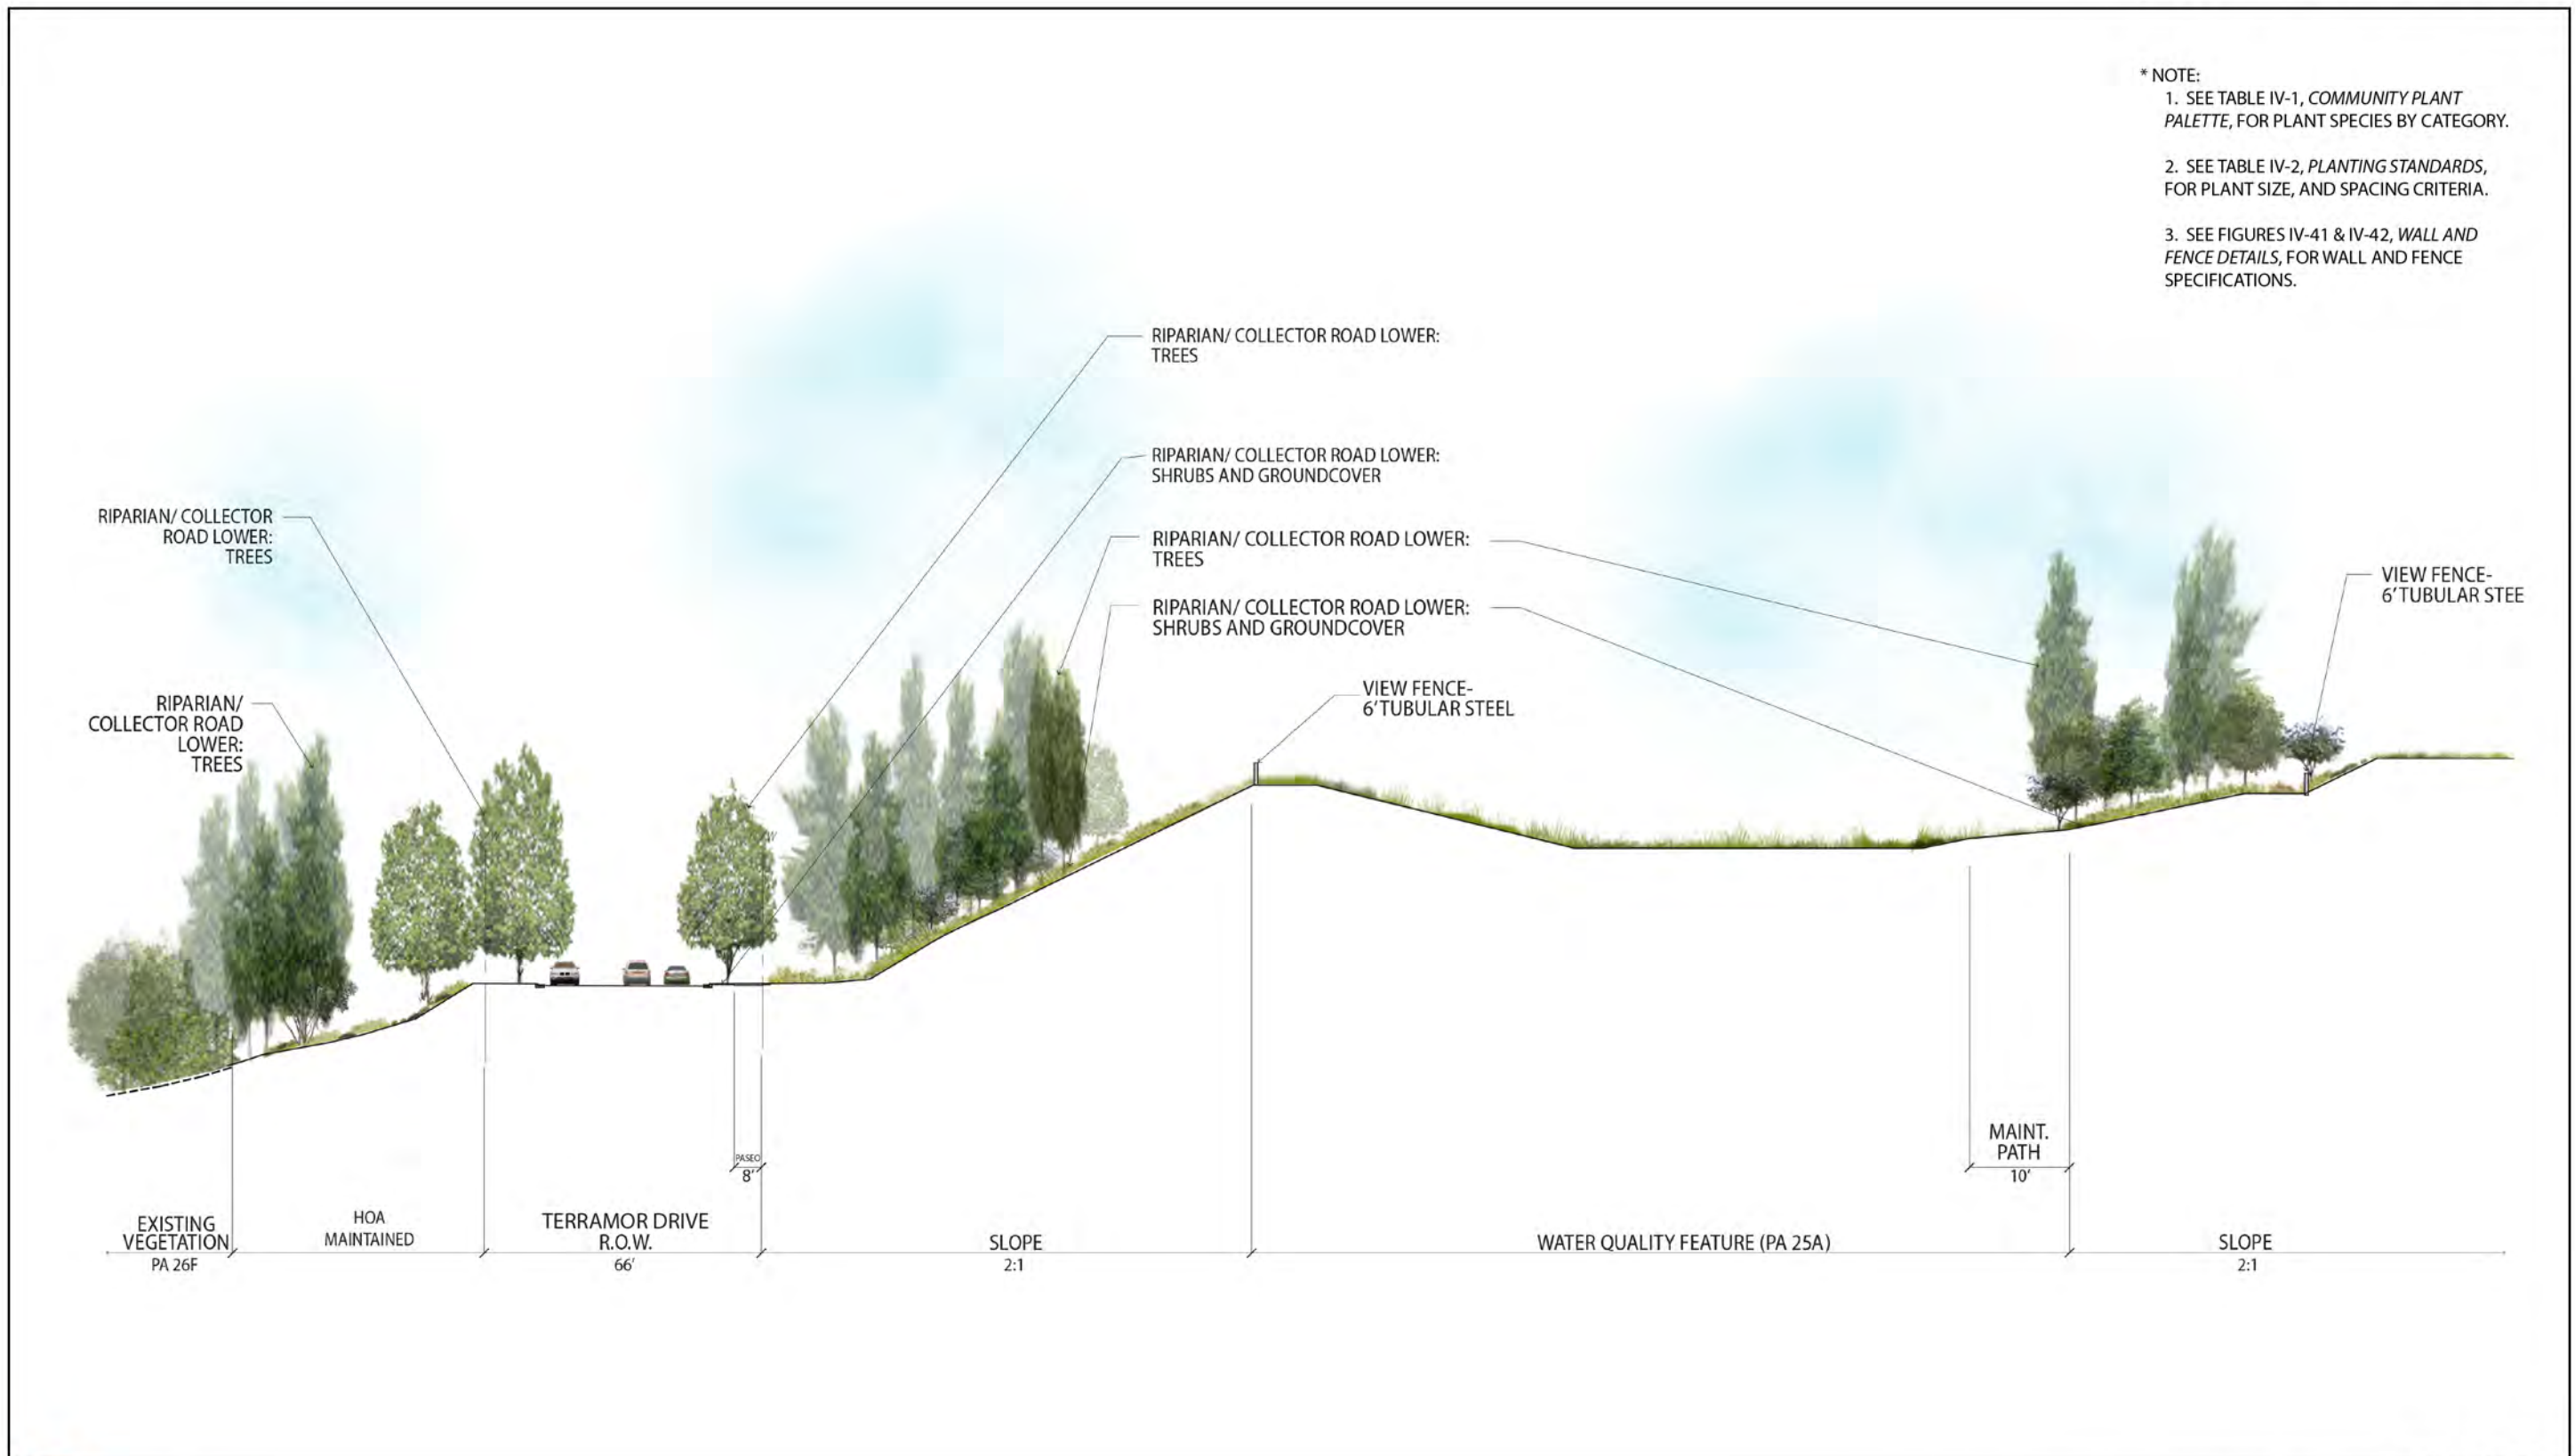 * NOTE:
1. SEE TABLE IV-1, COMMUNITY PLANT
PALETTE, FOR PLANT SPECIES BY CATEGORY.
2. SEE TABLE IV-2, PLANTING STANDARDS,
FOR PLANT SIZE, AND SPACING CRITERIA.
3. SEE FIGURES IV-41 & IV-42, WALL AND
FENCE DETAILS, FOR WALL AND FENCE
SPECIFICATIONS.
RIPARIAN/ COLLECTOR ROAD LOWER:
TREES
RIPARIAN/ COLLECTOR ROAD LOWER:
SHRUBS AND GROUNDCOVER
RIPARIAN/ COLLECTOR
ROAD LOWER:
TREES
RIPARIAN/ COLLECTOR ROAD LOWER:
TREES
RIPARIAN/ COLLECTOR ROAD LOWER:
SHRUBS AND GROUNDCOVER
VIEW FENCE-
6' TUBULAR STEE
RIPARIAN/
COLLECTOR ROAD
LOWER:
TREES
VIEW FENCE-
6' TUBULAR STEEL
MAINT.
PATH
10'
PASEO
8'
EXISTING
VEGETATION
PA 26F
HOA
MAINTAINED
TERRAMOR DRIVE
R.O.W.
66'
SLOPE
2:1
WATER QUALITY FEATURE (PA 25A)
SLOPE
2:1